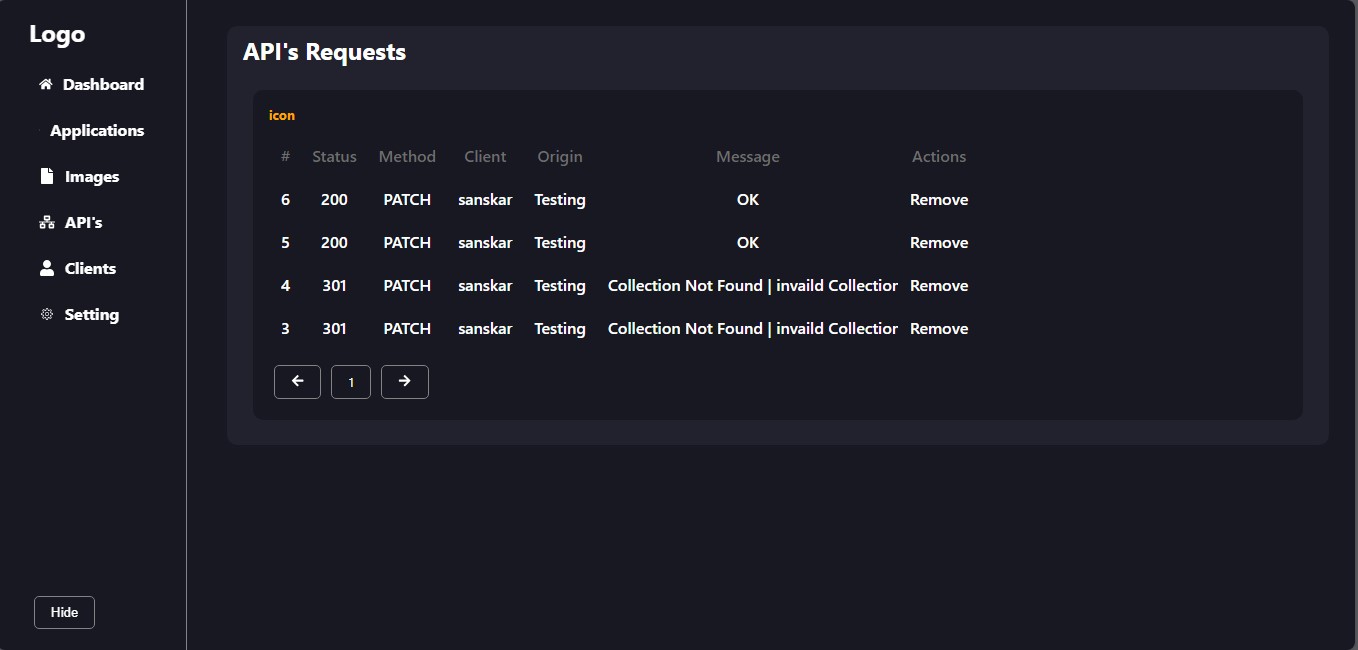 Logo
Dashboard
Applications
Images
API's
Clients
Setting
Hide
API's Requests
icon
# Status Method Client Origin Message Actions
6 200 PATCH sanskar Testing OK Remove
5 200 PATCH sanskar Testing OK Remove
4 301 PATCH sanskar Testing Collection Not Found | invaild Collection Remove
3 301 PATCH sanskar Testing Collection Not Found | invaild Collection Remove
1